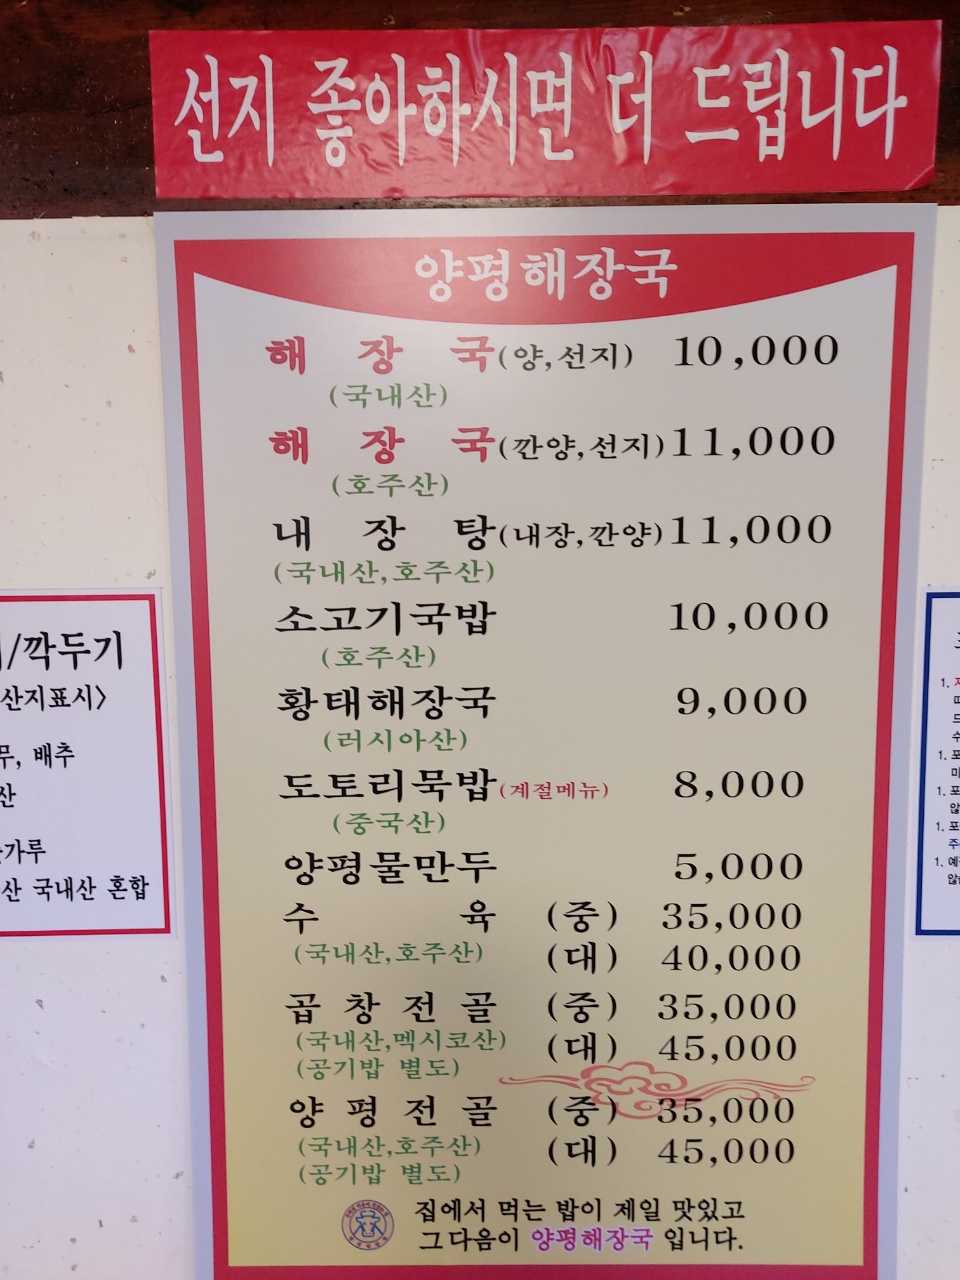 선지 좋아하시면 더 드립니다
양평해장국
해 장 국(양,선지) 10,000
(국내산)
해 장 국(깐양,선지) 11,000
(호주산)
내 장 탕(내장,깐양) 11,000
(국내산,호주산)
소고기국밥 10,000
(호주산)
황태해장국 9,000
(러시아산)
도토리묵밥(계절메뉴) 8,000
(중국산)
양평물만두 5,000
수 육 (중) 35,000
(국내산,호주산) (대) 40,000
곱 창 전 골 (중) 35,000
(국내산,멕시코산) (대) 45,000
(공기밥 별도)
양 평 전 골 (중) 35,000
(국내산,호주산) (대) 45,000
(공기밥 별도)
집에서 먹는 밥이 제일 맛있고
그다음이 양평해장국 입니다.
/깍두기
산지표시〉
무, 배추
산
가루
산 국내산 혼합